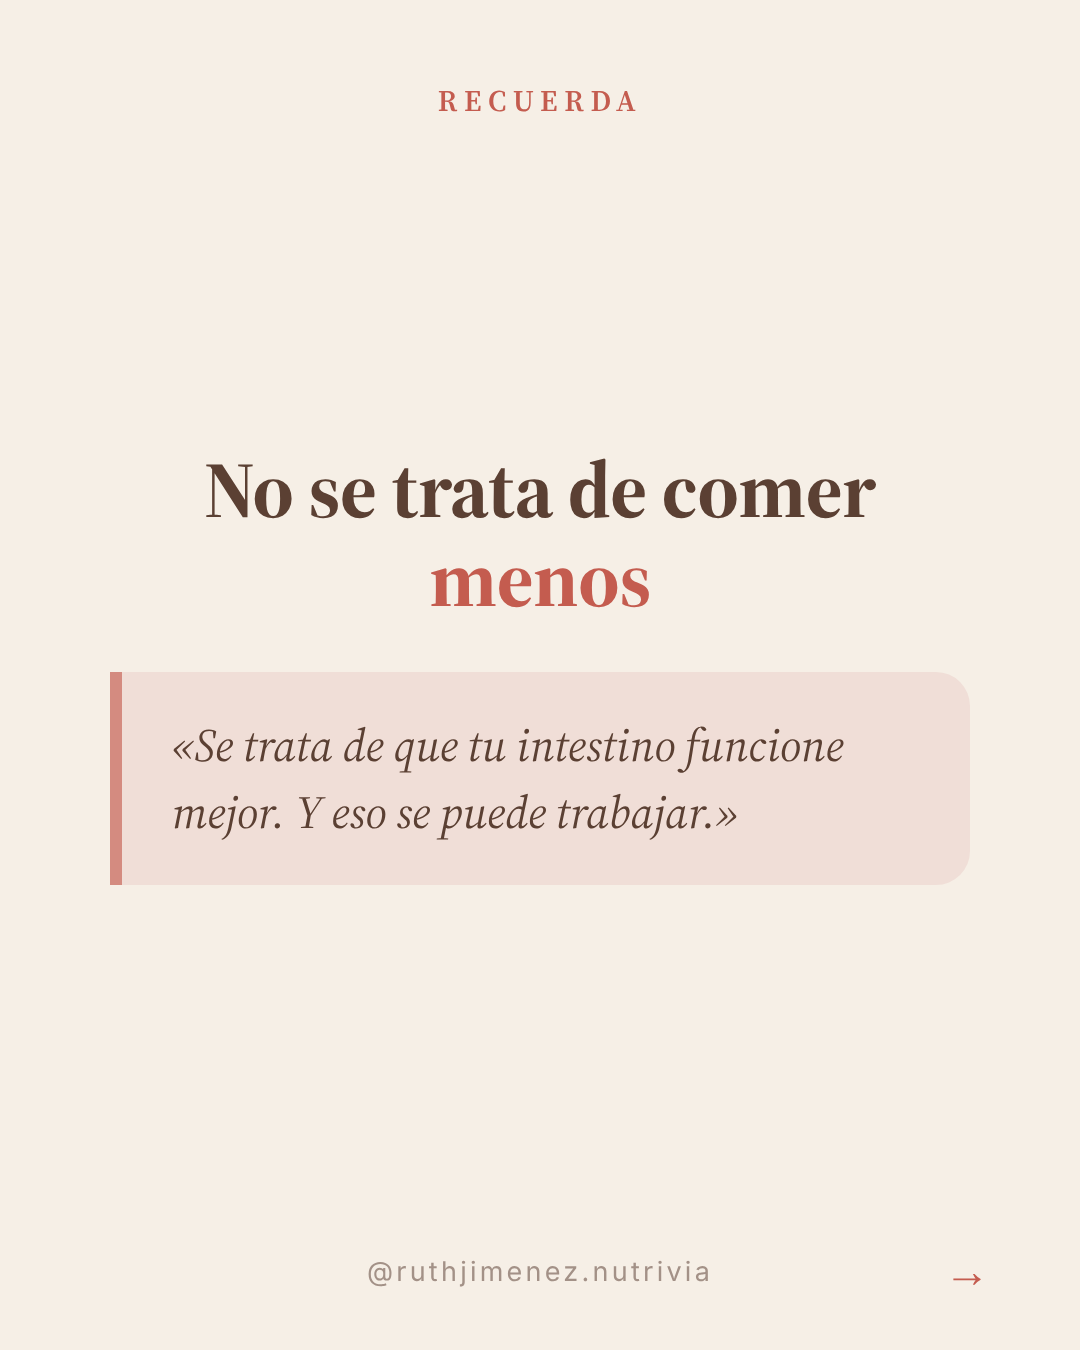 RECUERDA
No se trata de comer
menos
«Se trata de que tu intestino funcione
mejor. Y eso se puede trabajar.»
@ruthjimenez.nutrivia
→